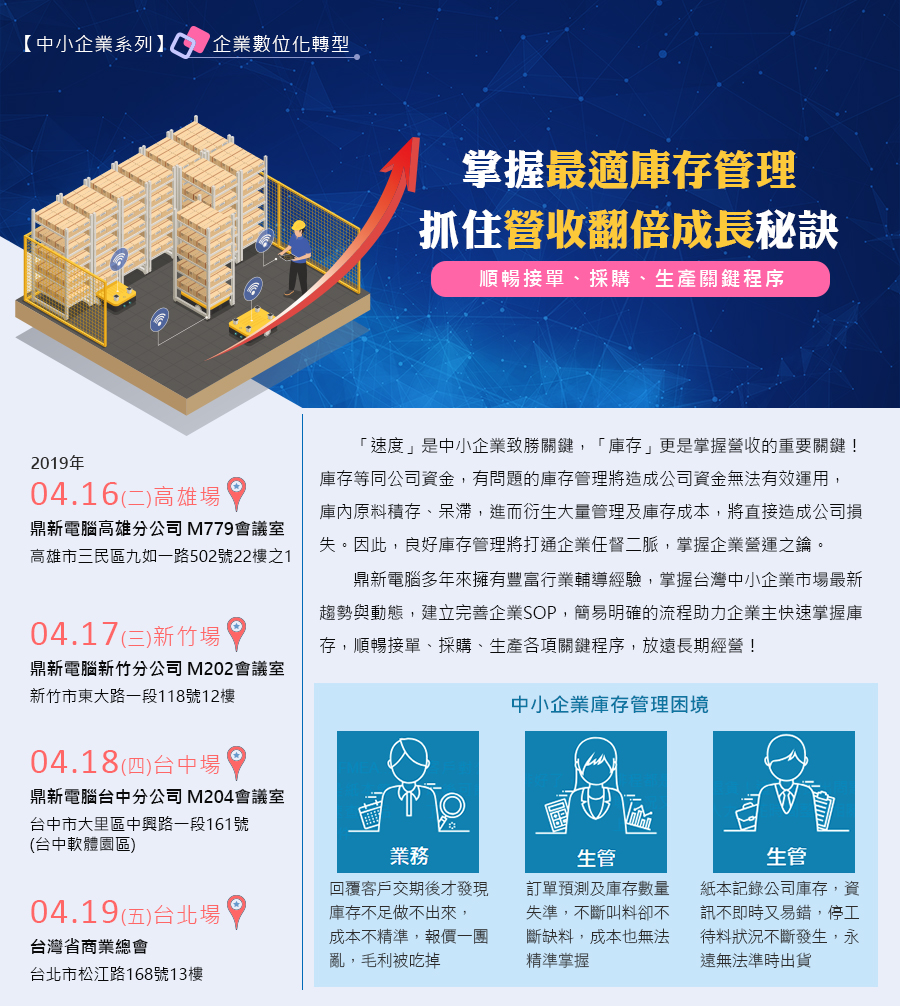 【中小企業系列】企業數位化轉型
掌握最適庫存管理
抓住營收翻倍成長秘訣
順暢接單、採購、生產關鍵程序
2019年
04.16(二)高雄場
鼎新電腦高雄分公司 M779會議室
高雄市三民區九如一路502號22樓之1
04.17(三)新竹場
鼎新電腦新竹分公司 M202會議室
新竹市東大路一段118號12樓
04.18(四)台中場
鼎新電腦台中分公司 M204會議室
台中市大里區中興路一段161號
(台中軟體園區)
04.19(五)台北場
台灣省商業總會
台北市松江路168號13樓
「速度」是中小企業致勝關鍵，「庫存」更是掌握營收的重要關鍵！
庫存等同公司資金，有問題的庫存管理將造成公司資金無法有效運用，
庫內原料積存、呆滯，進而衍生大量管理及庫存成本，將直接造成公司損
失。因此，良好庫存管理將打通企業任督二脈，掌握企業營運之鑰。
鼎新電腦多年來擁有豐富行業輔導經驗，掌握台灣中小企業市場最新
趨勢與動態，建立完善企業SOP，簡易明確的流程助力企業主快速掌握庫
存，順暢接單、採購、生產各項關鍵程序，放遠長期經營！
中小企業庫存管理困境
業務
回覆客戶交期後才發現
庫存不足做不出來，
成本不精準，報價一團
亂，毛利被吃掉
生管
訂單預測及庫存數量
失準，不斷叫料卻不
斷缺料，成本也無法
精準掌握
生管
紙本記錄公司庫存，資
訊不即時又易錯，停工
待料狀況不斷發生，永
遠無法準時出貨